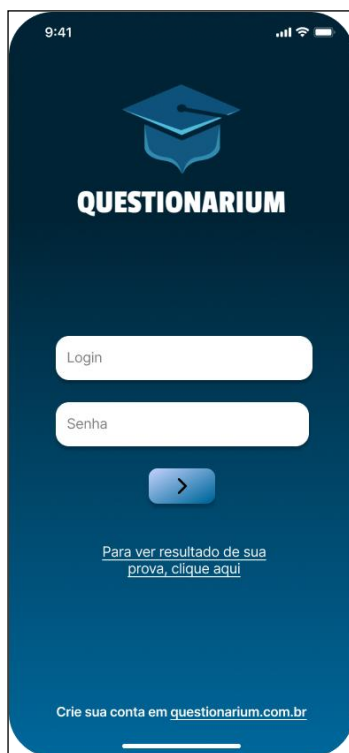 9:41
QUESTIONARIUM
Login
Senha
Para ver resultado de sua
prova, clique aqui
Crie sua conta em questionarium.com.br